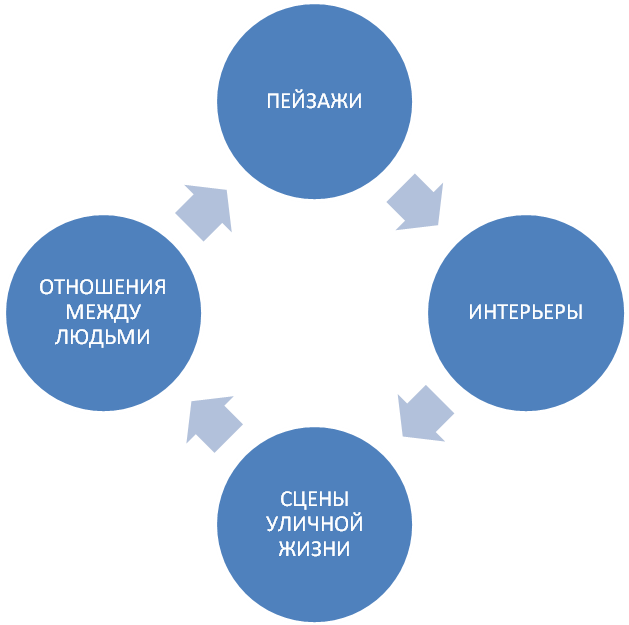 ПЕЙЗАЖИ
ИНТЕРЬЕРЫ
СЦЕНЫ
УЛИЧНОЙ
ЖИЗНИ
ОТНОШЕНИЯ
МЕЖДУ
ЛЮДЬМИ